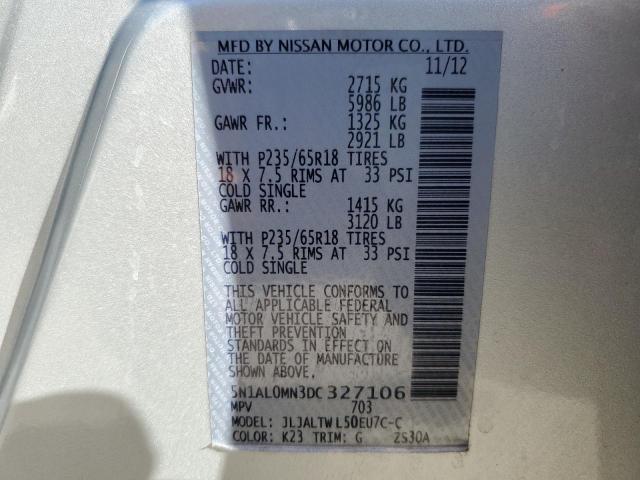 MFD BY NISSAN MOTOR CO., LTD.
DATE: 11/12
GVWR: 2715 KG
5986 LB
GAWR FR.: 1325 KG
2921 LB
WITH P235/65R18 TIRES
18 X 7.5 RIMS AT 33 PSI
COLD SINGLE
GAWR RR.: 1415 KG
3120 LB
WITH P235/65R18 TIRES
18 X 7.5 RIMS AT 33 PSI
COLD SINGLE
THIS VEHICLE CONFORMS TO
ALL APPLICABLE FEDERAL
MOTOR VEHICLE SAFETY AND
THEFT PREVENTION
STANDARDS IN EFFECT ON
THE DATE OF MANUFACTURE
SHOWN ABOVE.
5N1AL0MN3DC327106
MPV 703
MODEL: JLJALTWL50EU7C-C
COLOR: K23 TRIM: G ZS30A